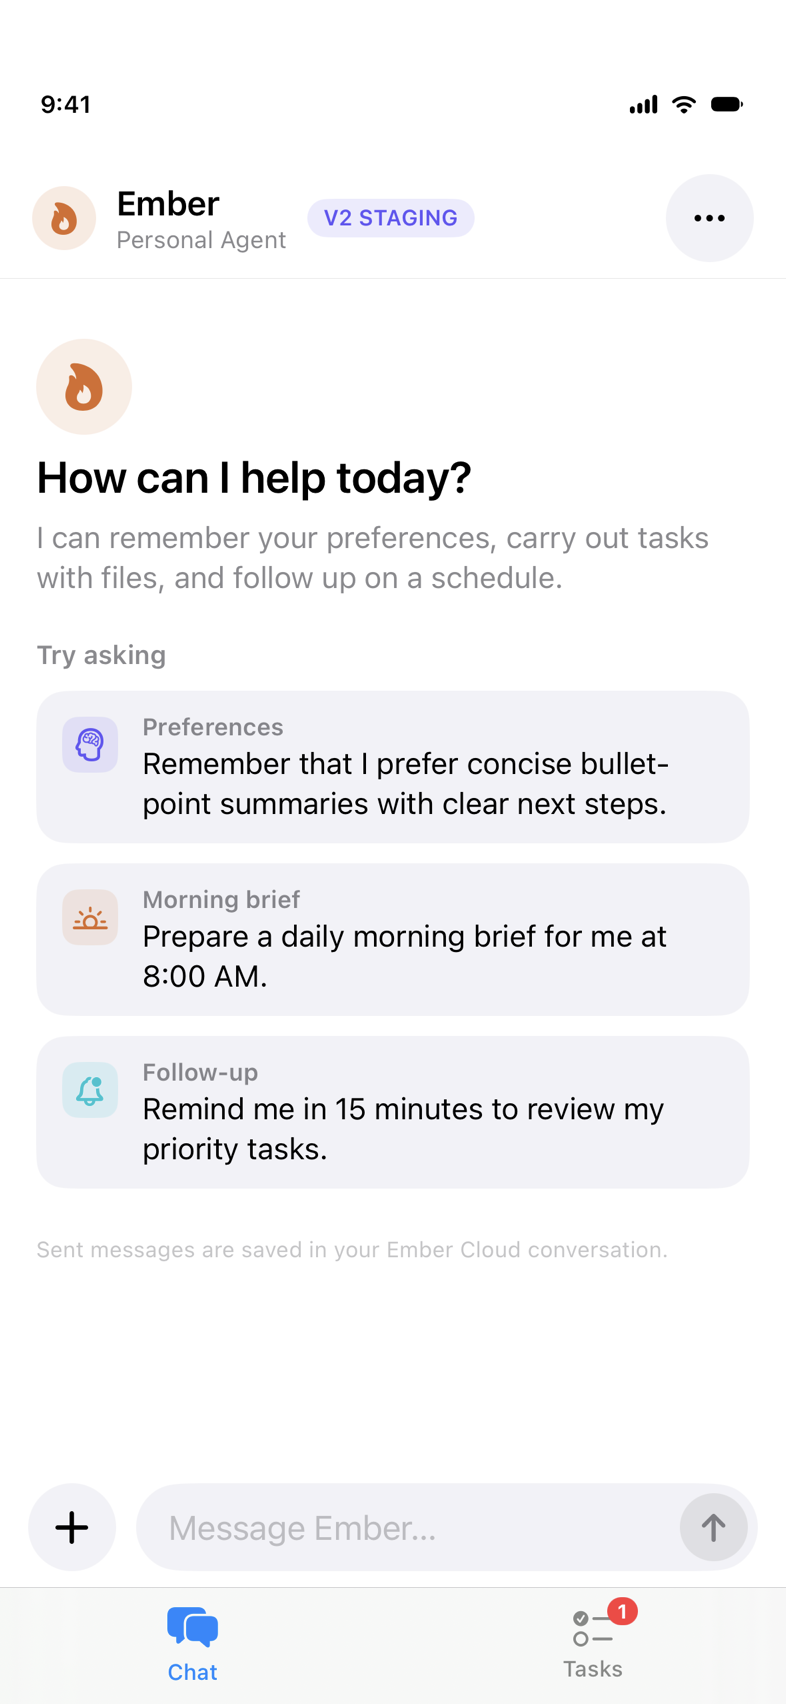 9:41
Ember
Personal Agent
V2 STAGING
How can I help today?
I can remember your preferences, carry out tasks
with files, and follow up on a schedule.
Try asking
Preferences
Remember that I prefer concise bullet-
point summaries with clear next steps.
Morning brief
Prepare a daily morning brief for me at
8:00 AM.
Follow-up
Remind me in 15 minutes to review my
priority tasks.
Sent messages are saved in your Ember Cloud conversation.
Message Ember...
Chat
1
Tasks